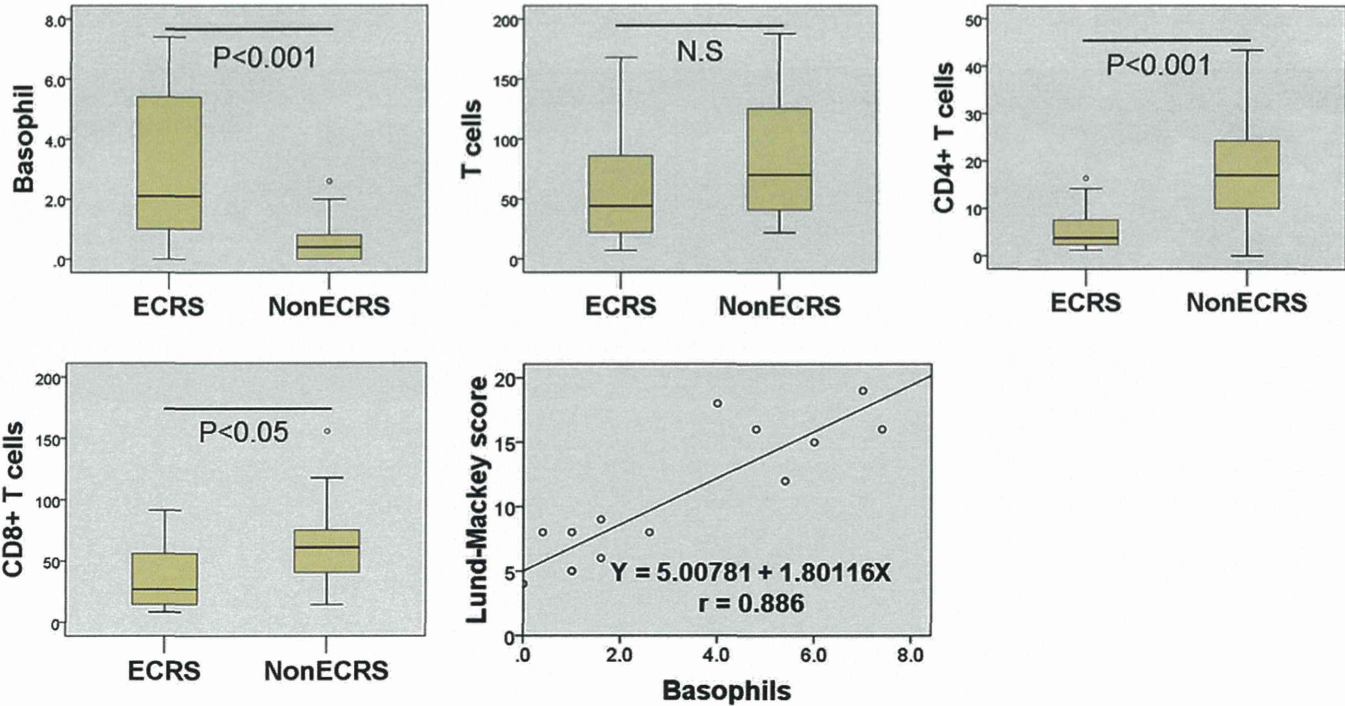 Basophil
8.0
6.0
4.0
2.0
.0
P<0.001
ECRS
NonECRS
T cells
200
150
100
50
0
N.S
ECRS
NonECRS
CD4+ T cells
50
40
30
20
10
0
P<0.001
ECRS
NonECRS
CD8+ T cells
200
150
100
50
0
P<0.05
ECRS
NonECRS
Lund-Mackey score
20
15
10
5
0
Y = 5.00781 + 1.80116X
r = 0.886
.0
2.0
4.0
6.0
8.0
Basophils